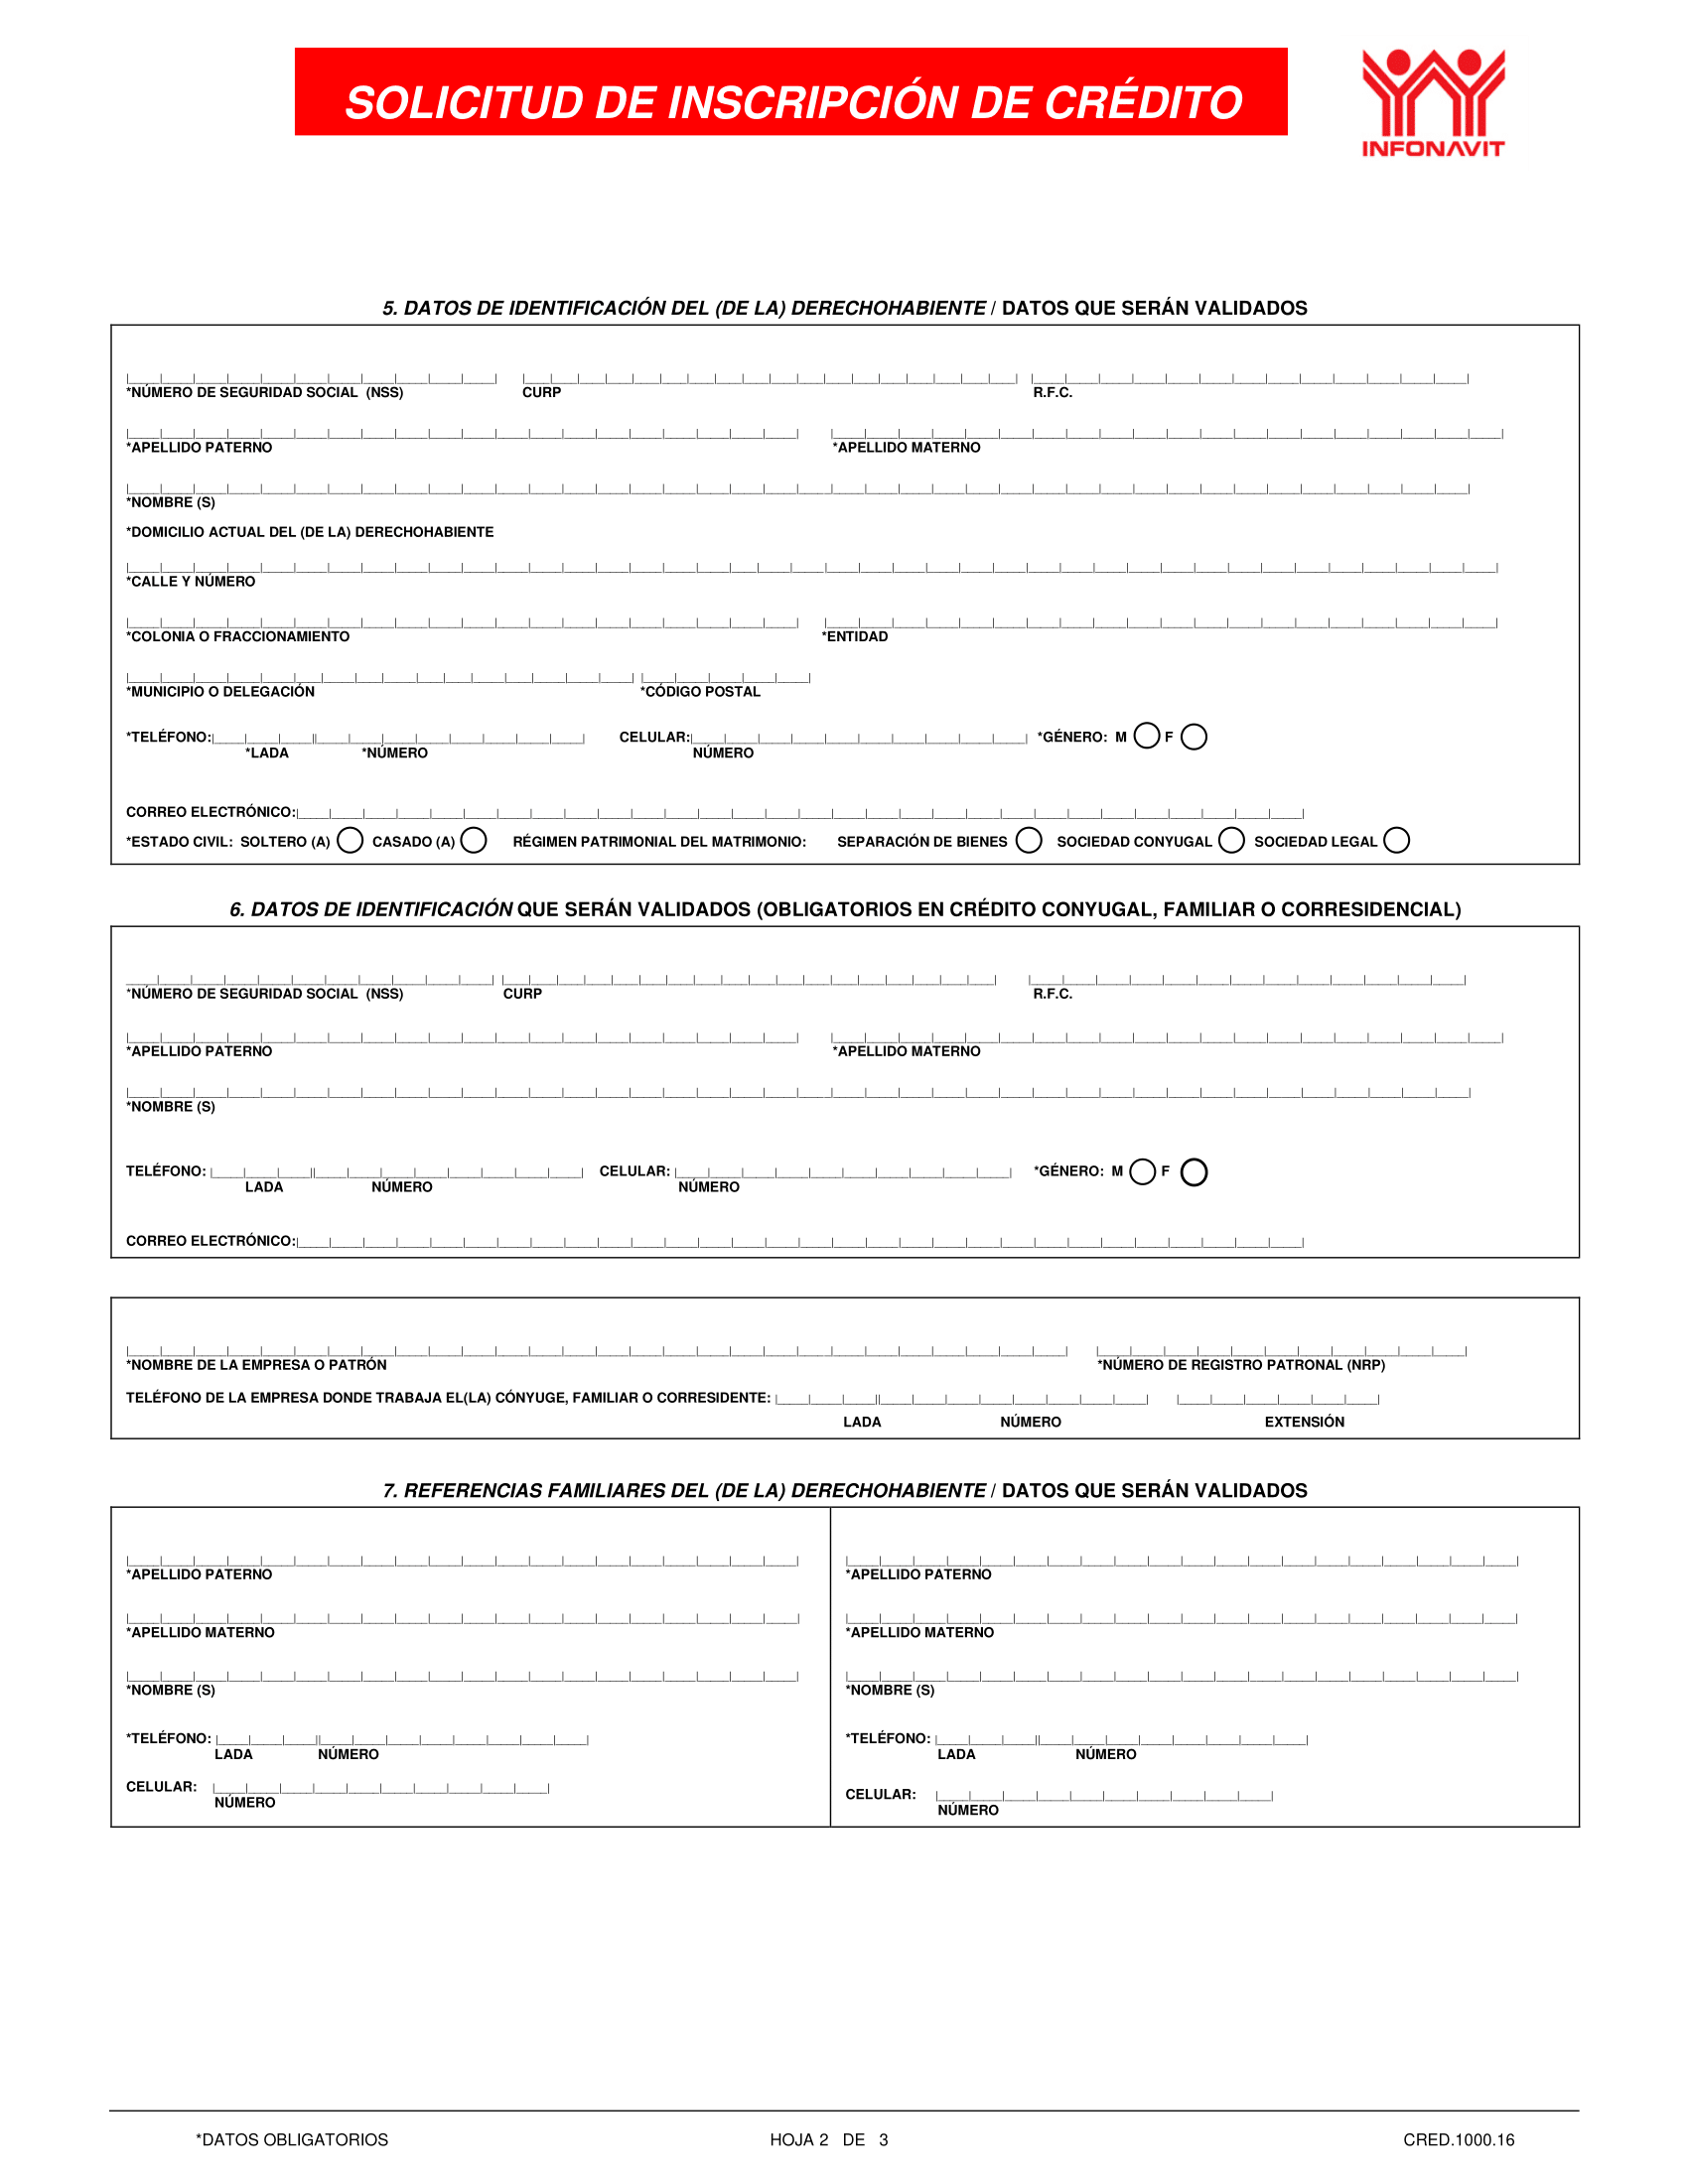 SOLICITUD DE INSCRIPCIÓN DE CRÉDITO
INFONAVIT
5. DATOS DE IDENTIFICACIÓN DEL (DE LA) DERECHOHABIENTE / DATOS QUE SERÁN VALIDADOS
*NÚMERO DE SEGURIDAD SOCIAL (NSS) CURP R.F.C.
*APELLIDO PATERNO *APELLIDO MATERNO
*NOMBRE (S)
*DOMICILIO ACTUAL DEL (DE LA) DERECHOHABIENTE
*CALLE Y NÚMERO
*COLONIA O FRACCIONAMIENTO *ENTIDAD
*MUNICIPIO O DELEGACIÓN *CÓDIGO POSTAL
*TELÉFONO: CELULAR: *GÉNERO: M F
*LADA *NÚMERO NÚMERO
CORREO ELECTRÓNICO:
*ESTADO CIVIL: SOLTERO (A) CASADO (A) RÉGIMEN PATRIMONIAL DEL MATRIMONIO: SEPARACIÓN DE BIENES SOCIEDAD CONYUGAL SOCIEDAD LEGAL
6. DATOS DE IDENTIFICACIÓN QUE SERÁN VALIDADOS (OBLIGATORIOS EN CRÉDITO CONYUGAL, FAMILIAR O CORRESIDENCIAL)
*NÚMERO DE SEGURIDAD SOCIAL (NSS) CURP R.F.C.
*APELLIDO PATERNO *APELLIDO MATERNO
*NOMBRE (S)
TELÉFONO: CELULAR: *GÉNERO: M F
LADA NÚMERO NÚMERO
CORREO ELECTRÓNICO:
*NOMBRE DE LA EMPRESA O PATRÓN *NÚMERO DE REGISTRO PATRONAL (NRP)
TELÉFONO DE LA EMPRESA DONDE TRABAJA EL(LA) CÓNYUGE, FAMILIAR O CORRESIDENTE:
LADA NÚMERO EXTENSIÓN
7. REFERENCIAS FAMILIARES DEL (DE LA) DERECHOHABIENTE / DATOS QUE SERÁN VALIDADOS
*APELLIDO PATERNO
*APELLIDO MATERNO
*NOMBRE (S)
*TELÉFONO:
LADA NÚMERO
CELULAR:
NÚMERO
*APELLIDO PATERNO
*APELLIDO MATERNO
*NOMBRE (S)
*TELÉFONO:
LADA NÚMERO
CELULAR:
NÚMERO
*DATOS OBLIGATORIOS HOJA 2 DE 3 CRED.1000.16